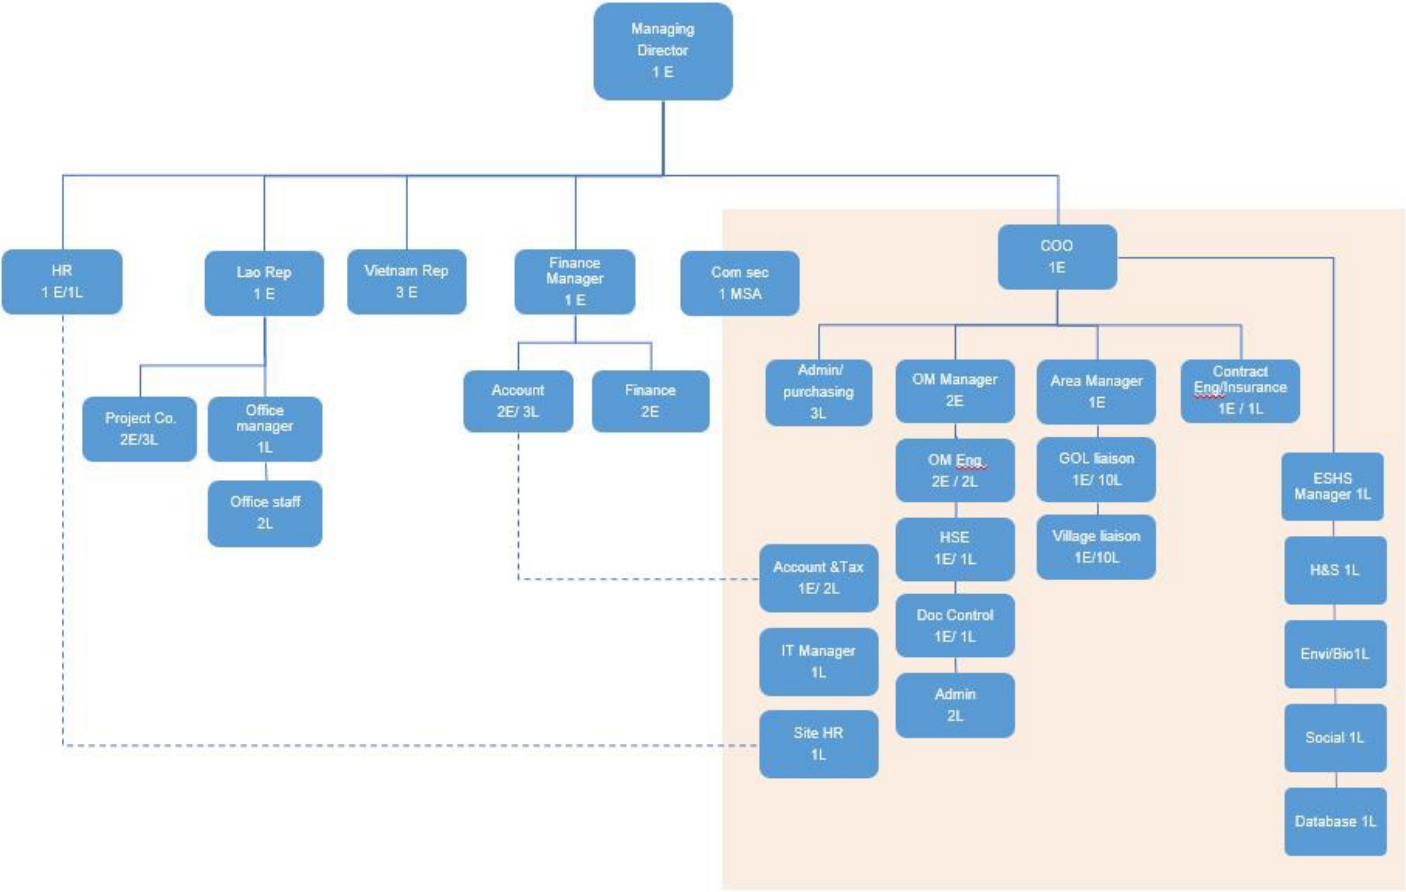 Managing
Director
1 E
HR
1 E/1L
Lao Rep
1 E
Vietnam Rep
3 E
Finance
Manager
1 E
Com sec
1 MSA
COO
1E
Project Co.
2E/3L
Office
manager
1L
Office staff
2L
Account
2E/ 3L
Finance
2E
Admin/
purchasing
3L
OM Manager
2E
Area Manager
1E
Contract
Eng/Insurance
1E / 1L
OM Eng
2E / 2L
GOL liaison
1E/ 10L
ESHS
Manager 1L
HSE
1E/ 1L
Village liaison
1E/10L
Account &Tax
1E/ 2L
H&S 1L
Doc Control
1E/ 1L
IT Manager
1L
Envi/Bio1L
Admin
2L
Site HR
1L
Social 1L
Database 1L